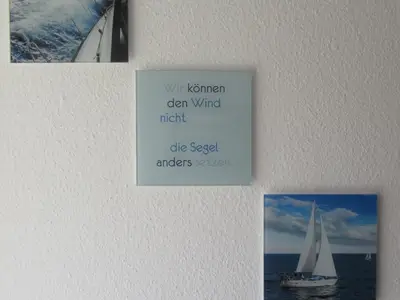 Wir können
den Wind
nicht
die Segel
anders setzen